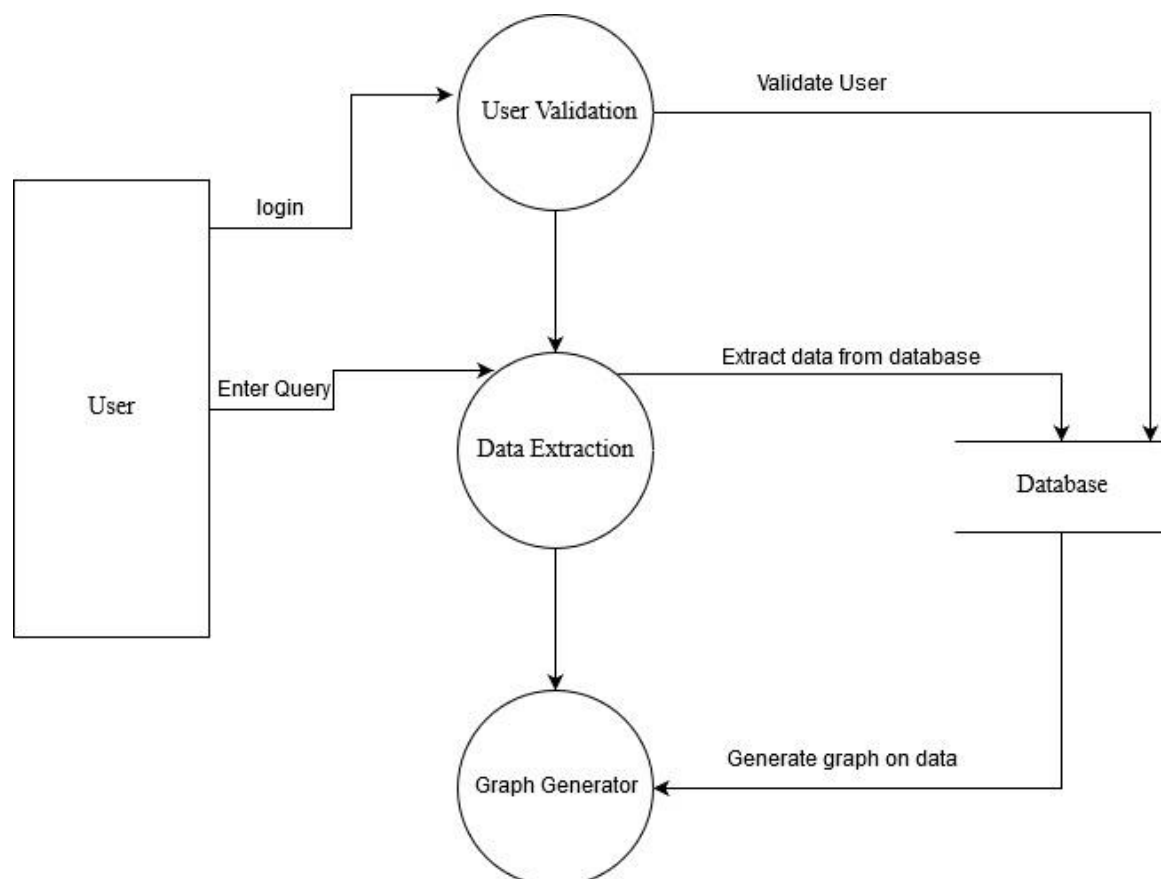 Validate User
User Validation
login
Extract data from database
Enter Query
User
Data Extraction
Database
Generate graph on data
Graph Generator